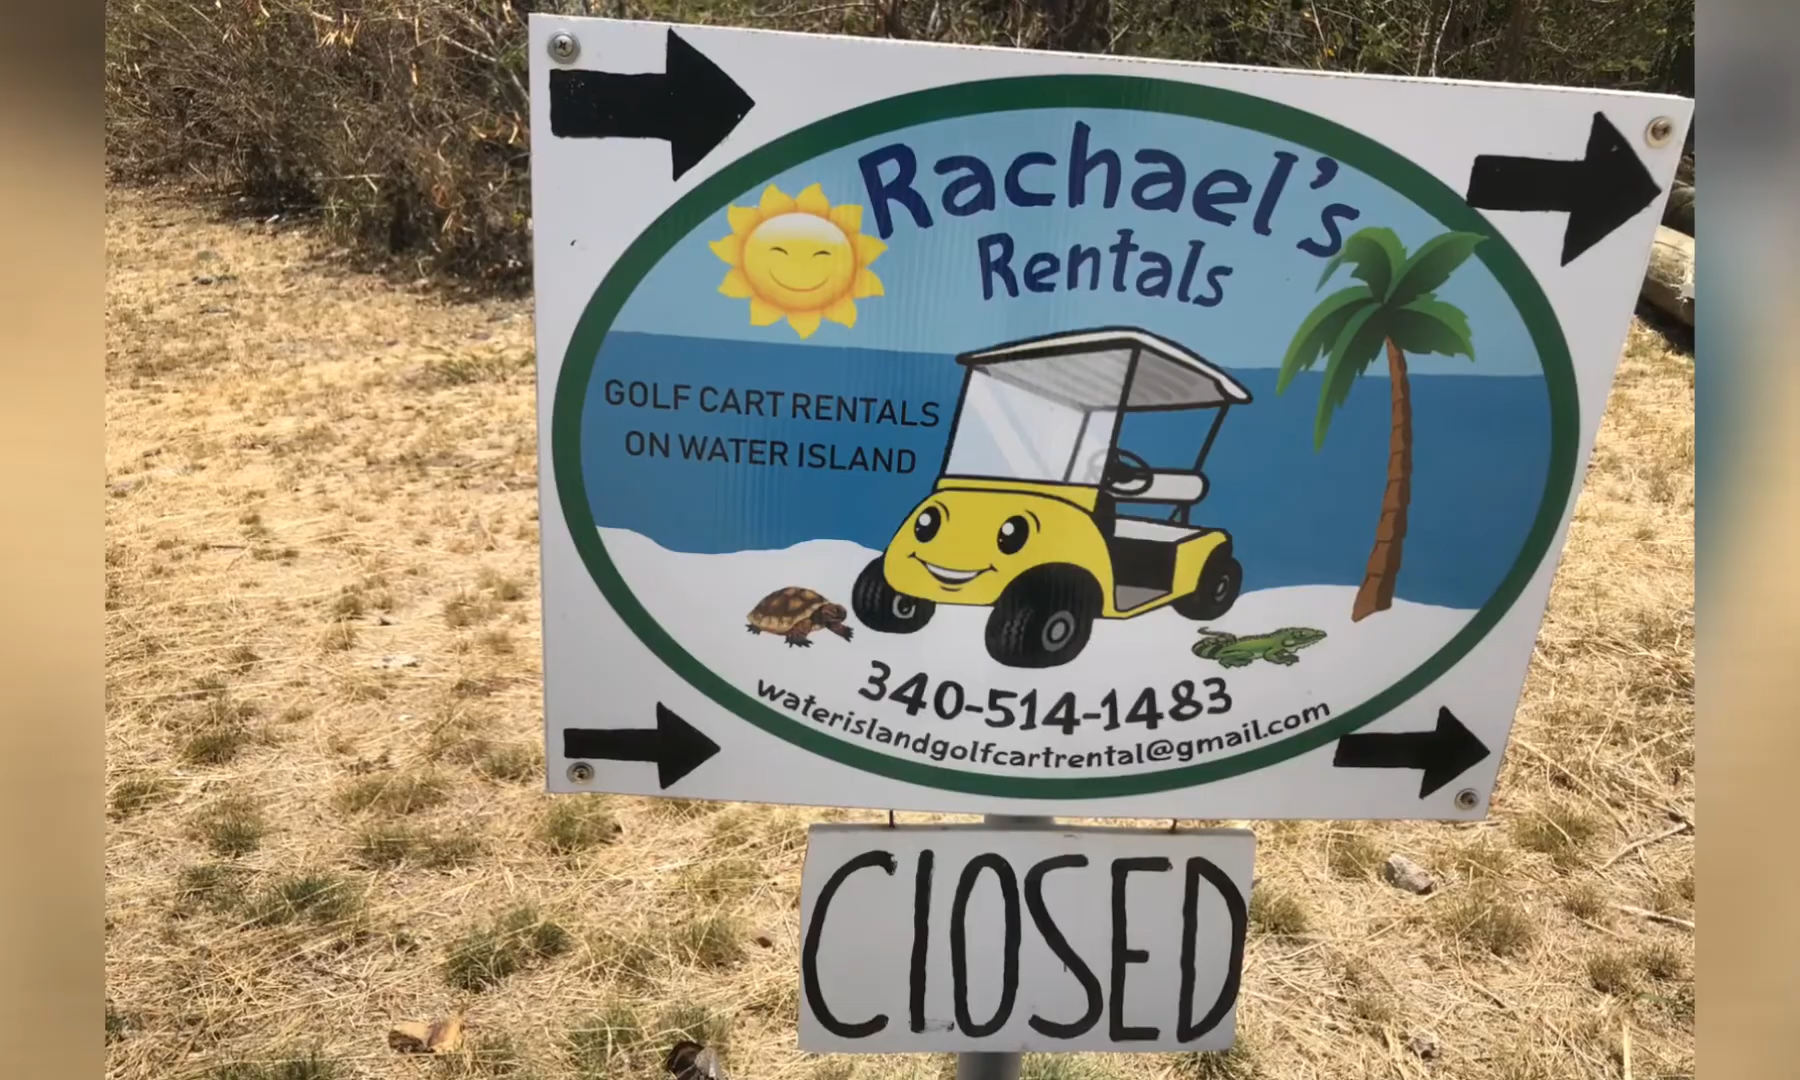 Rachael's
Rentals
GOLF CART RENTALS
ON WATER ISLAND
340-514-1483
waterislandgolfcartrental@gmail.com
ClOSED